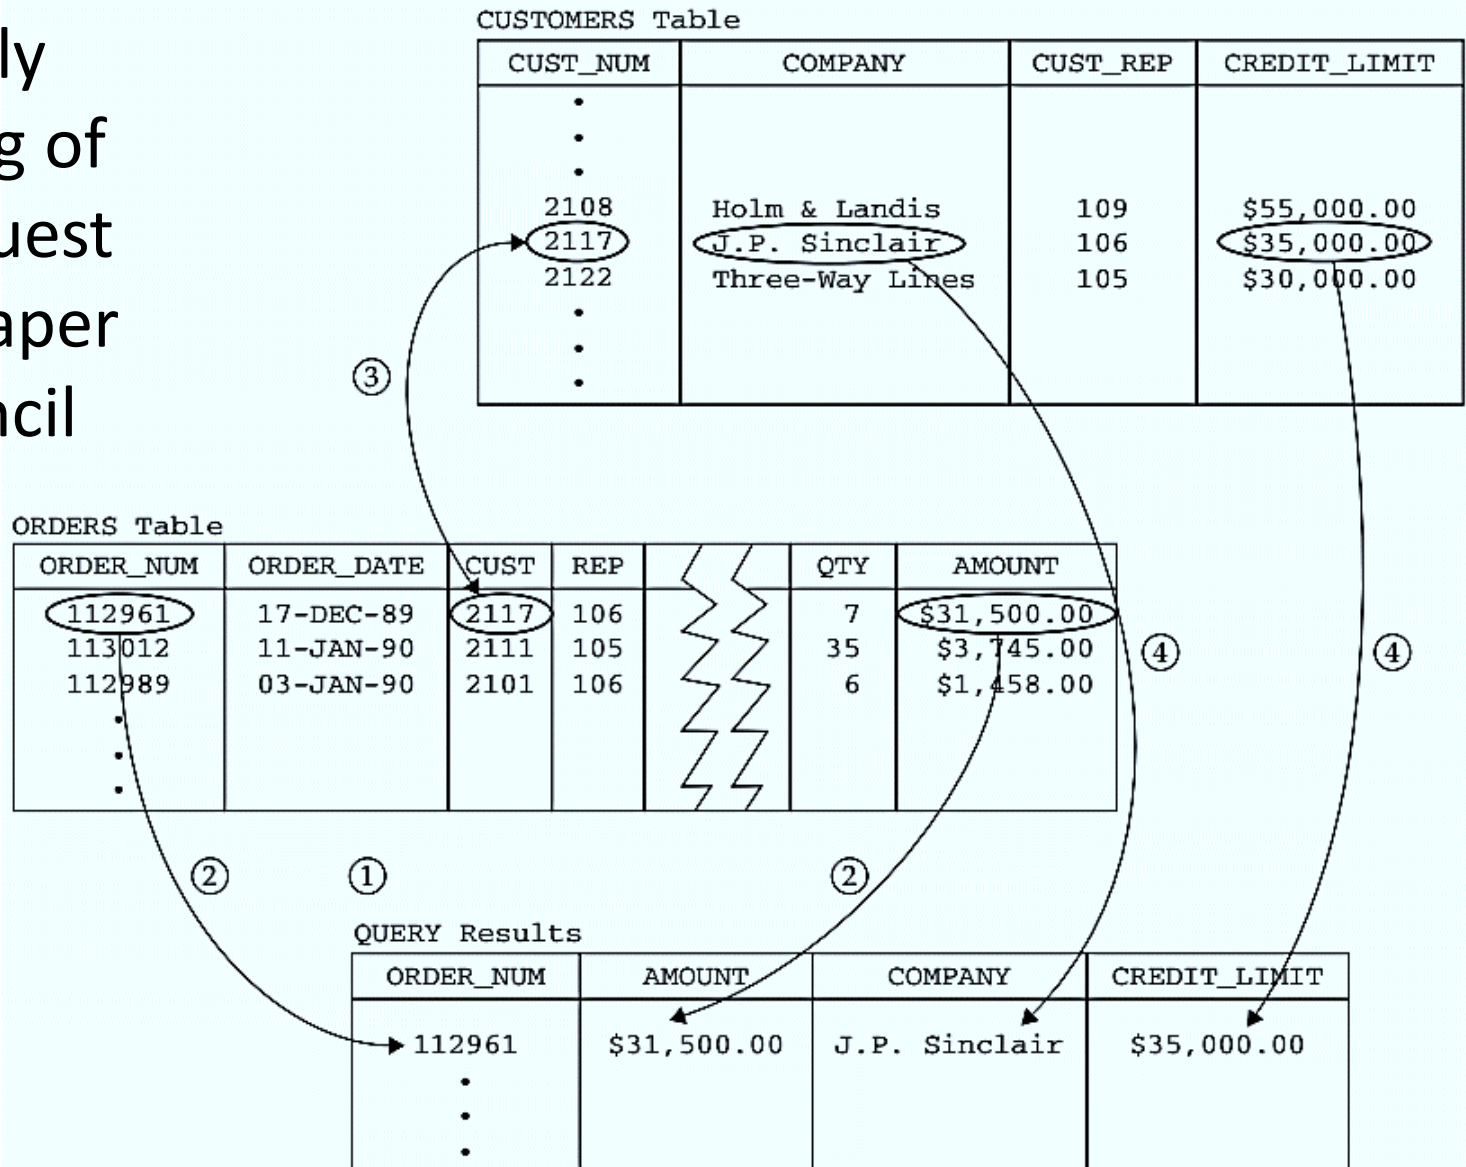 ly
g of
uest
aper
ncil
CUSTOMERS Table
CUST_NUM COMPANY CUST_REP CREDIT_LIMIT
2108 Holm & Landis 109 $55,000.00
2117 J.P. Sinclair 106 $35,000.00
2122 Three-Way Lines 105 $30,000.00
③
ORDERS Table
ORDER_NUM ORDER_DATE CUST REP QTY AMOUNT
112961 17-DEC-89 2117 106 7 $31,500.00
113012 11-JAN-90 2111 105 35 $3,745.00
112989 03-JAN-90 2101 106 6 $1,458.00
④ ④
② ① ②
QUERY Results
ORDER_NUM AMOUNT COMPANY CREDIT_LIMIT
112961 $31,500.00 J.P. Sinclair $35,000.00